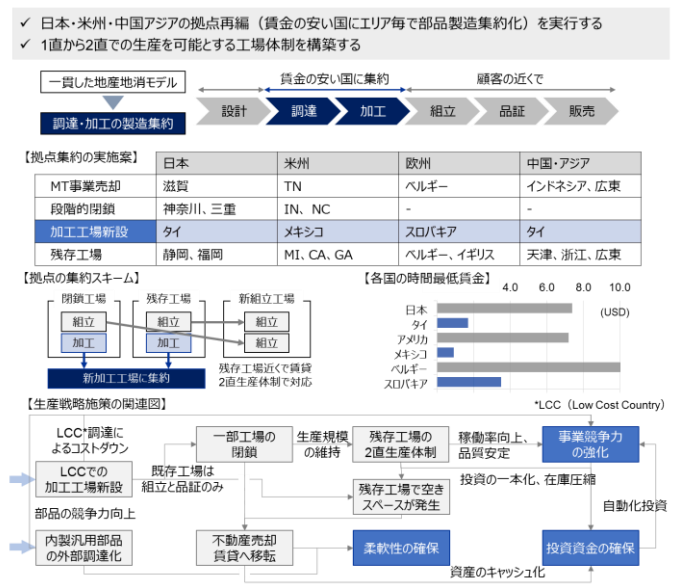 ✓ 日本・米州・中国アジアの拠点再編（賃金の安い国にエリア毎で部品製造集約化）を実行する
✓ 1直から2直での生産を可能とする工場体制を構築する
一貫した地産地消モデル
調達・加工の製造集約
賃金の安い国に集約
顧客の近くで
設計 調達 加工 組立 品証 販売
【拠点集約の実施案】
日本 米州 欧州 中国・アジア
MT事業売却 滋賀 TN ベルギー インドネシア、広東
段階的閉鎖 神奈川、三重 IN、NC - -
加工工場新設 タイ メキシコ スロバキア タイ
残存工場 静岡、福岡 MI, CA, GA ベルギー、イギリス 天津、浙江、広東
【拠点の集約スキーム】
閉鎖工場 残存工場 新組立工場
組立 組立 組立
加工 加工 組立
新加工工場に集約
残存工場近くで賃貸
2直生産体制で対応
【各国の時間最低賃金】
4.0 6.0 8.0 10.0
(USD)
日本
タイ
アメリカ
メキシコ
ベルギー
スロバキア
【生産戦略施策の関連図】
*LCC（Low Cost Country）
LCC*調達に
よるコストダウン
一部工場の
閉鎖
生産規模
の維持
残存工場の
2直生産体制
稼働率向上、
品質安定
事業競争力
の強化
LCCでの
加工工場新設
既存工場は
組立と品証のみ
残存工場で空き
スペースが発生
投資の一本化、在庫圧縮
自動化投資
部品の競争力向上
内製汎用部品
の外部調達化
不動産売却
賃貸へ移転
柔軟性の確保
投資資金の確保
資産のキャッシュ化